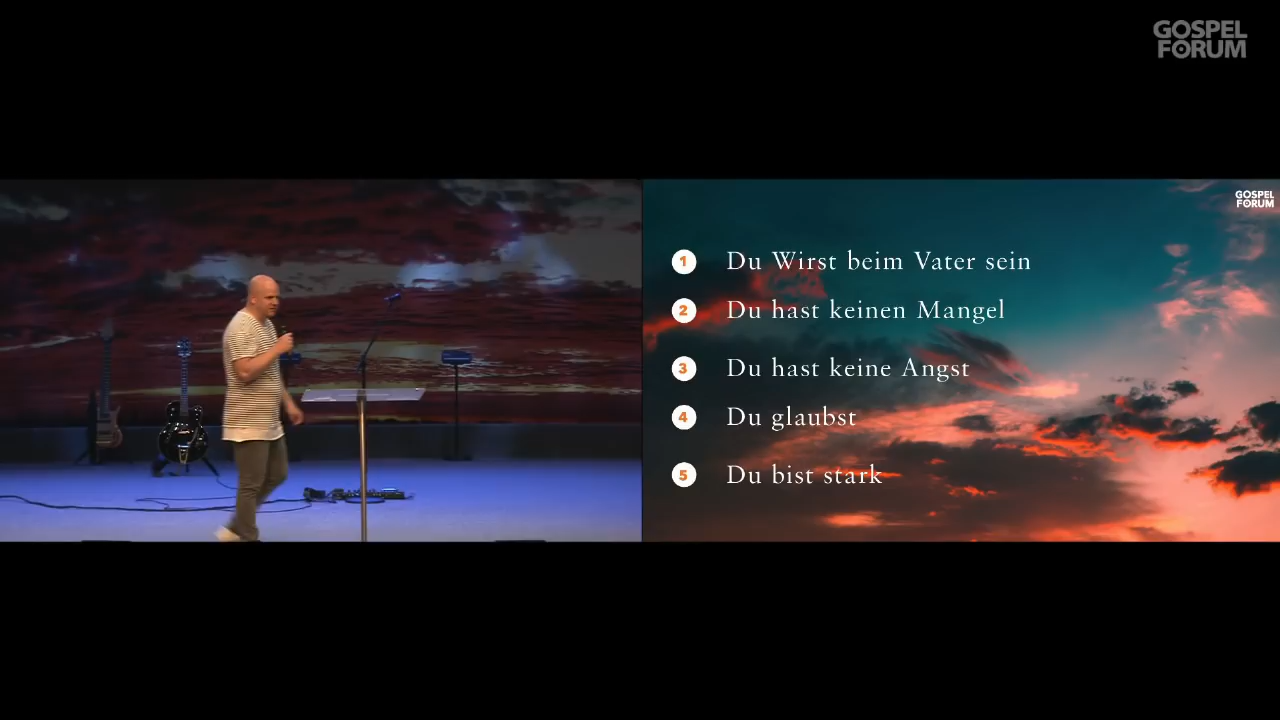 GOSPEL
FORUM
GOSPEL
FORUM
1 Du Wirst beim Vater sein
2 Du hast keinen Mangel
3 Du hast keine Angst
4 Du glaubst
5 Du bist stark